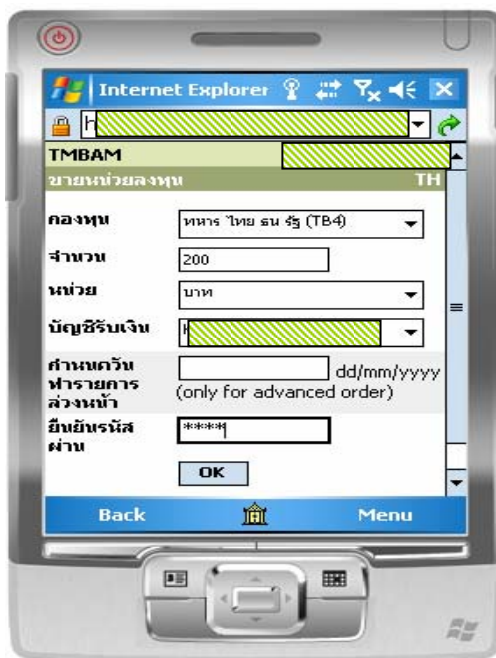 Internet Explorer
TMBAM
ขายหน่วยลงทุน TH
กองทุน ทหาร ไทย ธน รัฐ (TB4)
จำนวน 200
หน่วย บาท
บัญชีรับเงิน
กำหนดวัน
ทำรายการ
ล่วงหน้า
dd/mm/yyyy
(only for advanced order)
ยืนยันรหัส
ผ่าน
****
OK
Back Menu